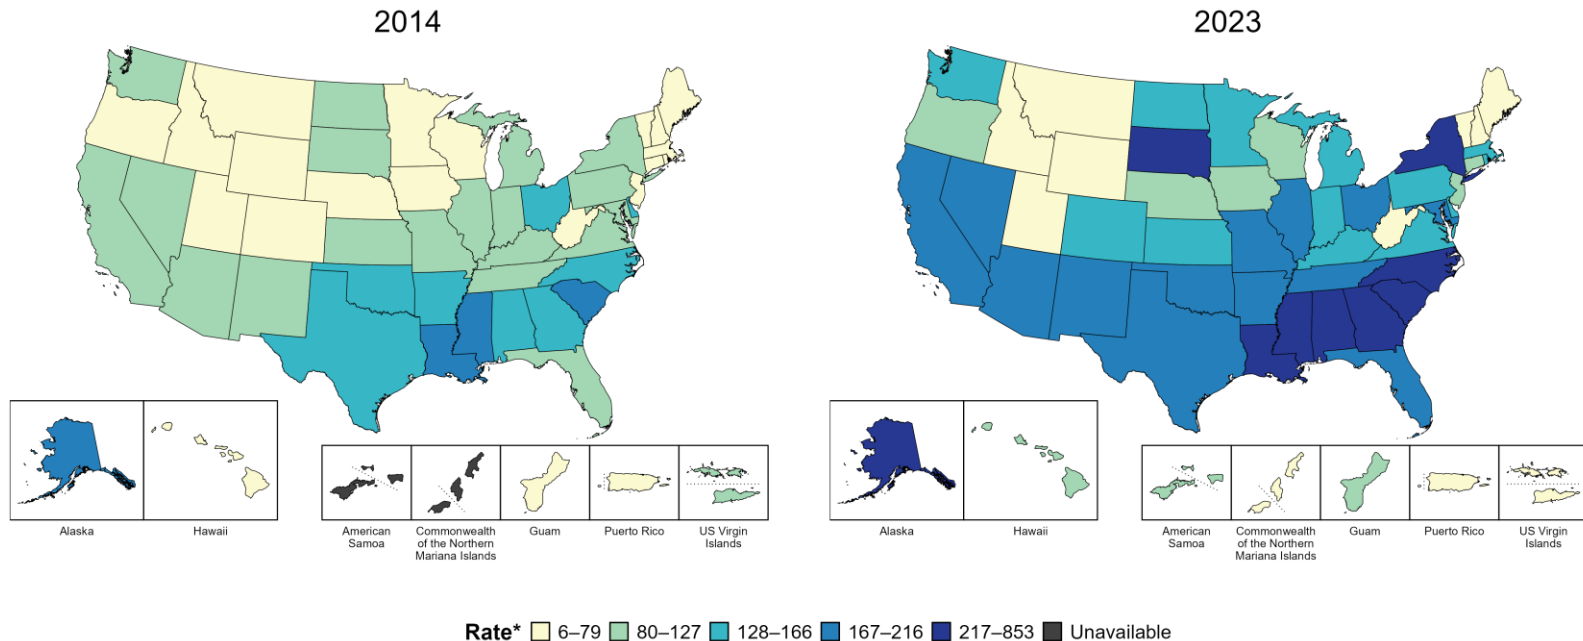 2014
2023
Alaska
Hawaii
American
Samoa
Commonwealth
of the Northern
Mariana Islands
Guam
Puerto Rico
US Virgin
Islands
Alaska
Hawaii
American
Samoa
Commonwealth
of the Northern
Mariana Islands
Guam
Puerto Rico
US Virgin
Islands
Rate* 6–79 80–127 128–166 167–216 217–853 Unavailable